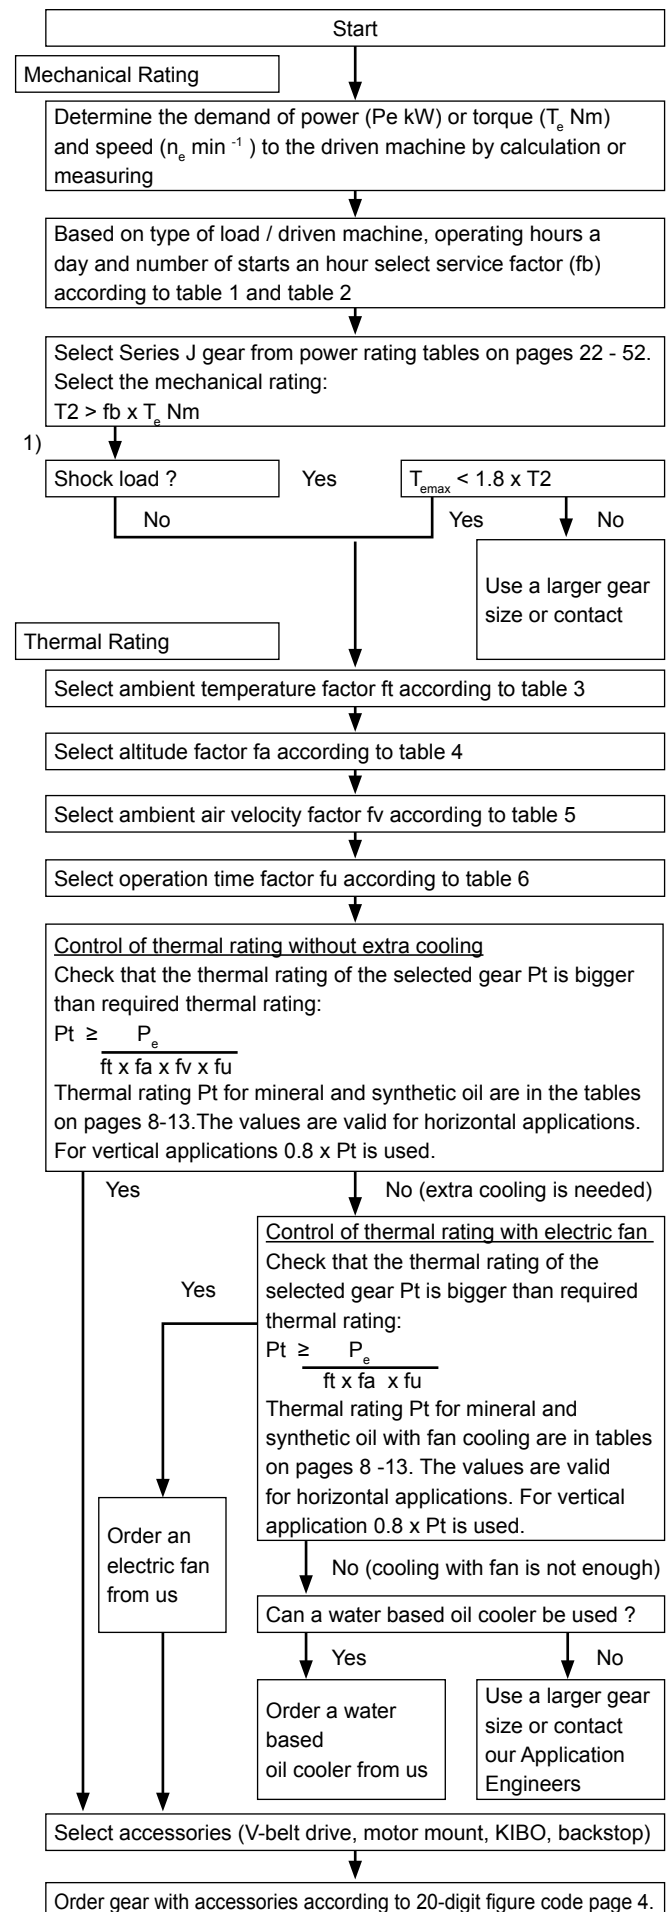 Start
Mechanical Rating
Determine the demand of power (Pe kW) or torque (Te Nm)
and speed (ne min -1 ) to the driven machine by calculation or
measuring
Based on type of load / driven machine, operating hours a
day and number of starts an hour select service factor (fb)
according to table 1 and table 2
Select Series J gear from power rating tables on pages 22 - 52.
Select the mechanical rating:
T2 > fb x Te Nm
1)
Shock load ?
Yes
Temax < 1.8 x T2
No
Yes
No
Use a larger gear
size or contact
Thermal Rating
Select ambient temperature factor ft according to table 3
Select altitude factor fa according to table 4
Select ambient air velocity factor fv according to table 5
Select operation time factor fu according to table 6
Control of thermal rating without extra cooling
Check that the thermal rating of the selected gear Pt is bigger
than required thermal rating:
Pt ≥ Pe
ft x fa x fv x fu
Thermal rating Pt for mineral and synthetic oil are in the tables
on pages 8-13.The values are valid for horizontal applications.
For vertical applications 0.8 x Pt is used.
Yes
No (extra cooling is needed)
Control of thermal rating with electric fan
Check that the thermal rating of the
selected gear Pt is bigger than required
thermal rating:
Pt ≥ Pe
ft x fa x fu
Thermal rating Pt for mineral and
synthetic oil with fan cooling are in tables
on pages 8 -13. The values are valid
for horizontal applications. For vertical
application 0.8 x Pt is used.
Yes
Order an
electric fan
from us
No (cooling with fan is not enough)
Can a water based oil cooler be used ?
Yes
No
Order a water
based
oil cooler from us
Use a larger gear
size or contact
our Application
Engineers
Select accessories (V-belt drive, motor mount, KIBO, backstop)
Order gear with accessories according to 20-digit figure code page 4.